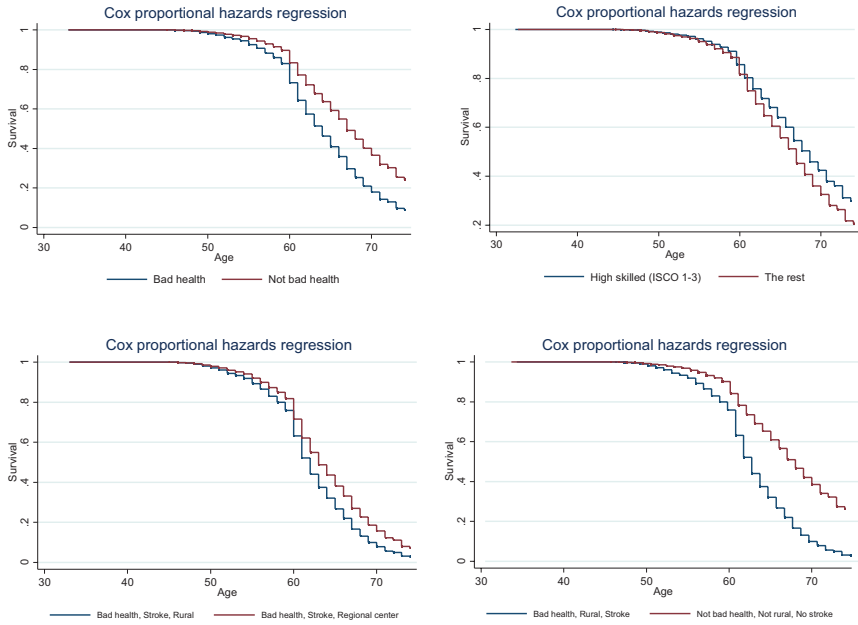 Cox proportional hazards regression
1
.8
.6
.4
.2
0
Survival
30 40 50 60 70
Age
Bad health Not bad health
Cox proportional hazards regression
1
.8
.6
.4
.2
Survival
30 40 50 60 70
Age
High skilled (ISCO 1-3) The rest
Cox proportional hazards regression
1
.8
.6
.4
.2
0
Survival
30 40 50 60 70
Age
Bad health, Stroke, Rural Bad health, Stroke, Regional center
Cox proportional hazards regression
1
.8
.6
.4
.2
0
Survival
30 40 50 60 70
Age
Bad health, Rural, Stroke Not bad health, Not rural, No stroke